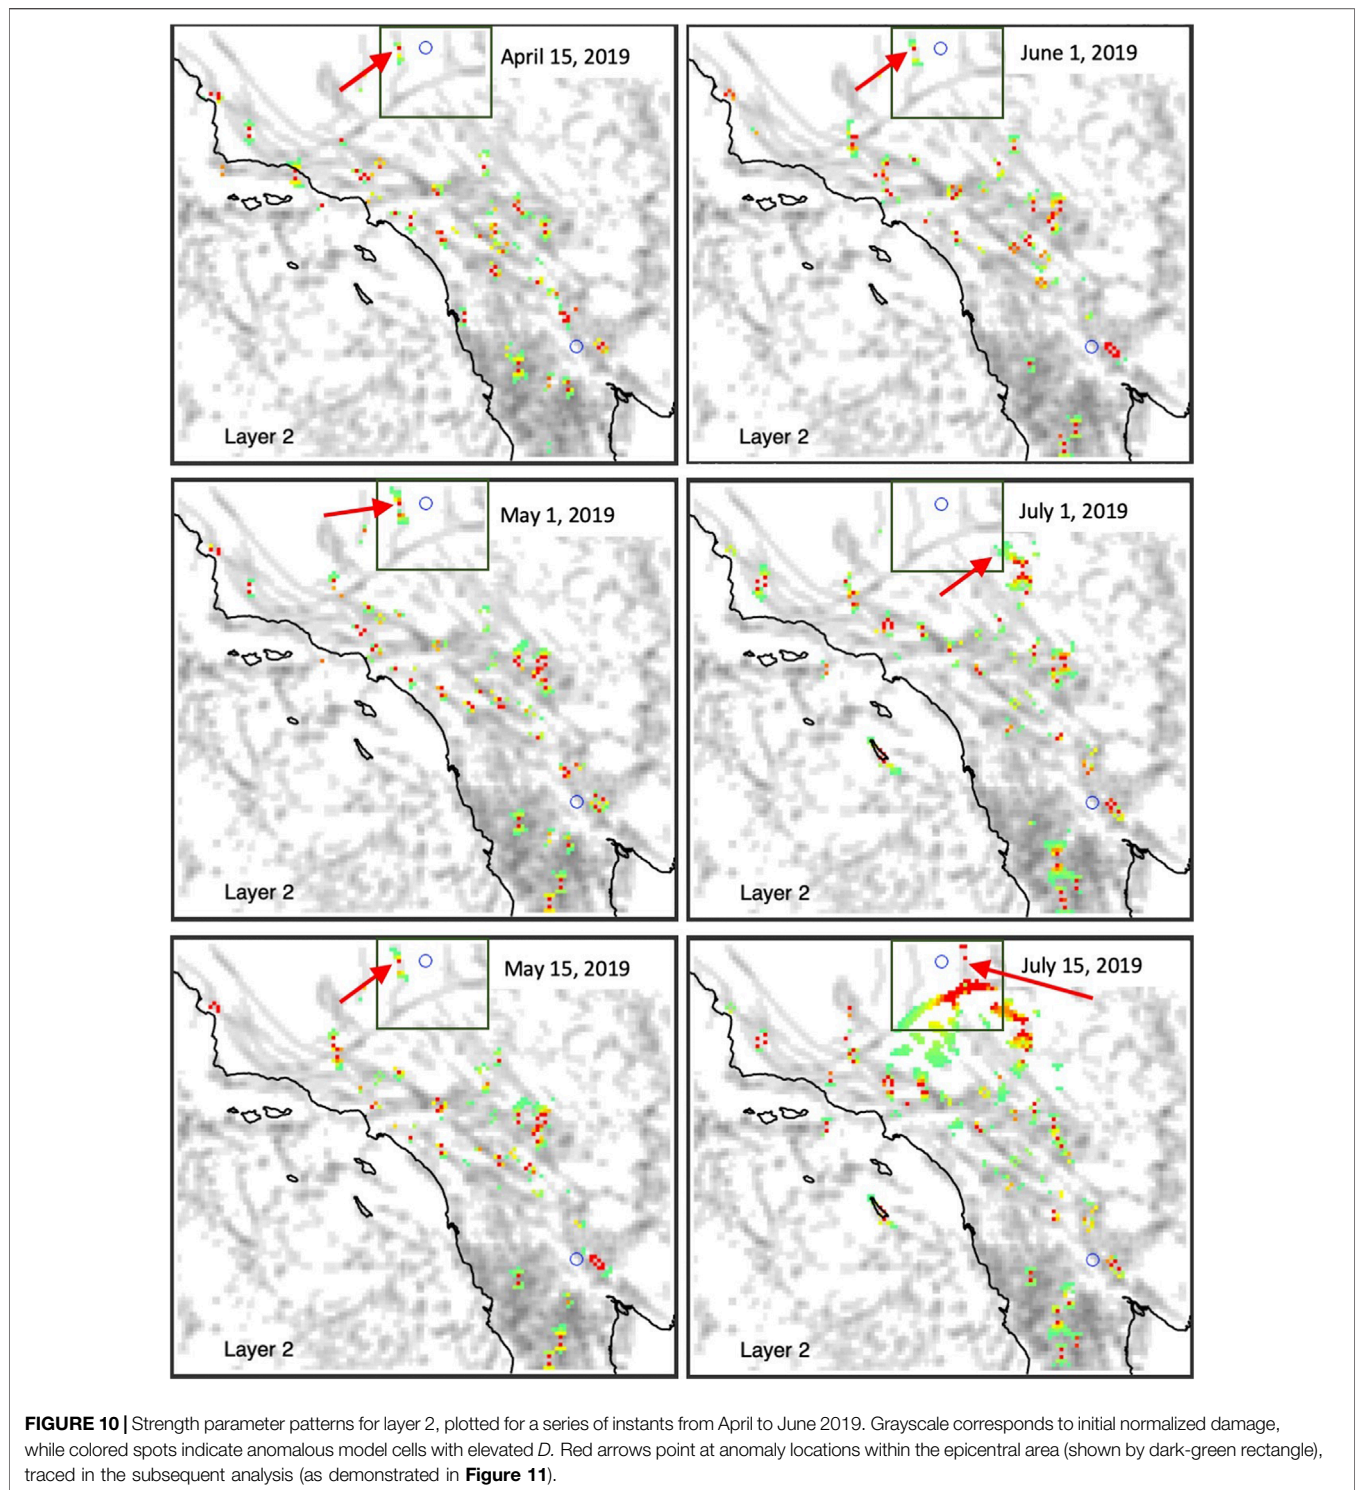 April 15, 2019
June 1, 2019
Layer 2
Layer 2
May 1, 2019
July 1, 2019
Layer 2
Layer 2
May 15, 2019
July 15, 2019
Layer 2
Layer 2
FIGURE 10 | Strength parameter patterns for layer 2, plotted for a series of instants from April to June 2019. Grayscale corresponds to initial normalized damage,
while colored spots indicate anomalous model cells with elevated D. Red arrows point at anomaly locations within the epicentral area (shown by dark-green rectangle),
traced in the subsequent analysis (as demonstrated in Figure 11).